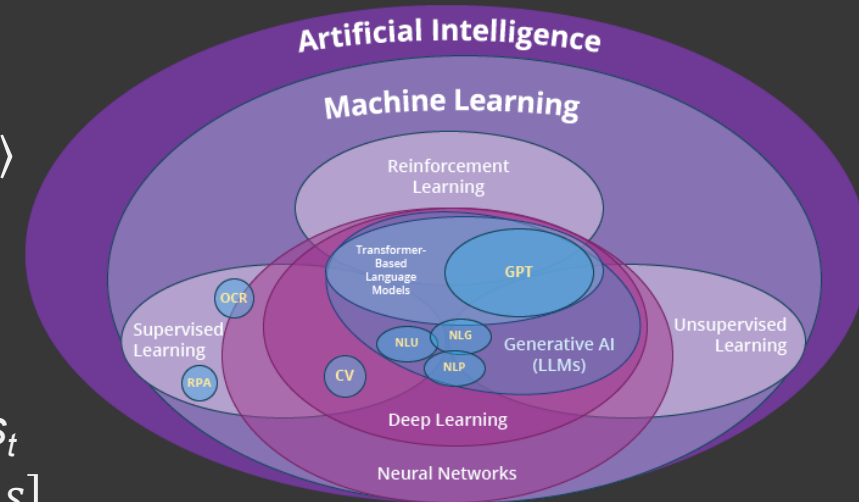 Artificial Intelligence
Machine Learning
⟩
Reinforcement
Learning
Transformer-
Based
Language
Models
GPT
OCR
Supervised
Learning
Unsupervised
Learning
NLU
NLG
NLP
Generative AI
(LLMs)
RPA
CV
Deep Learning
Neural Networks
t
s]